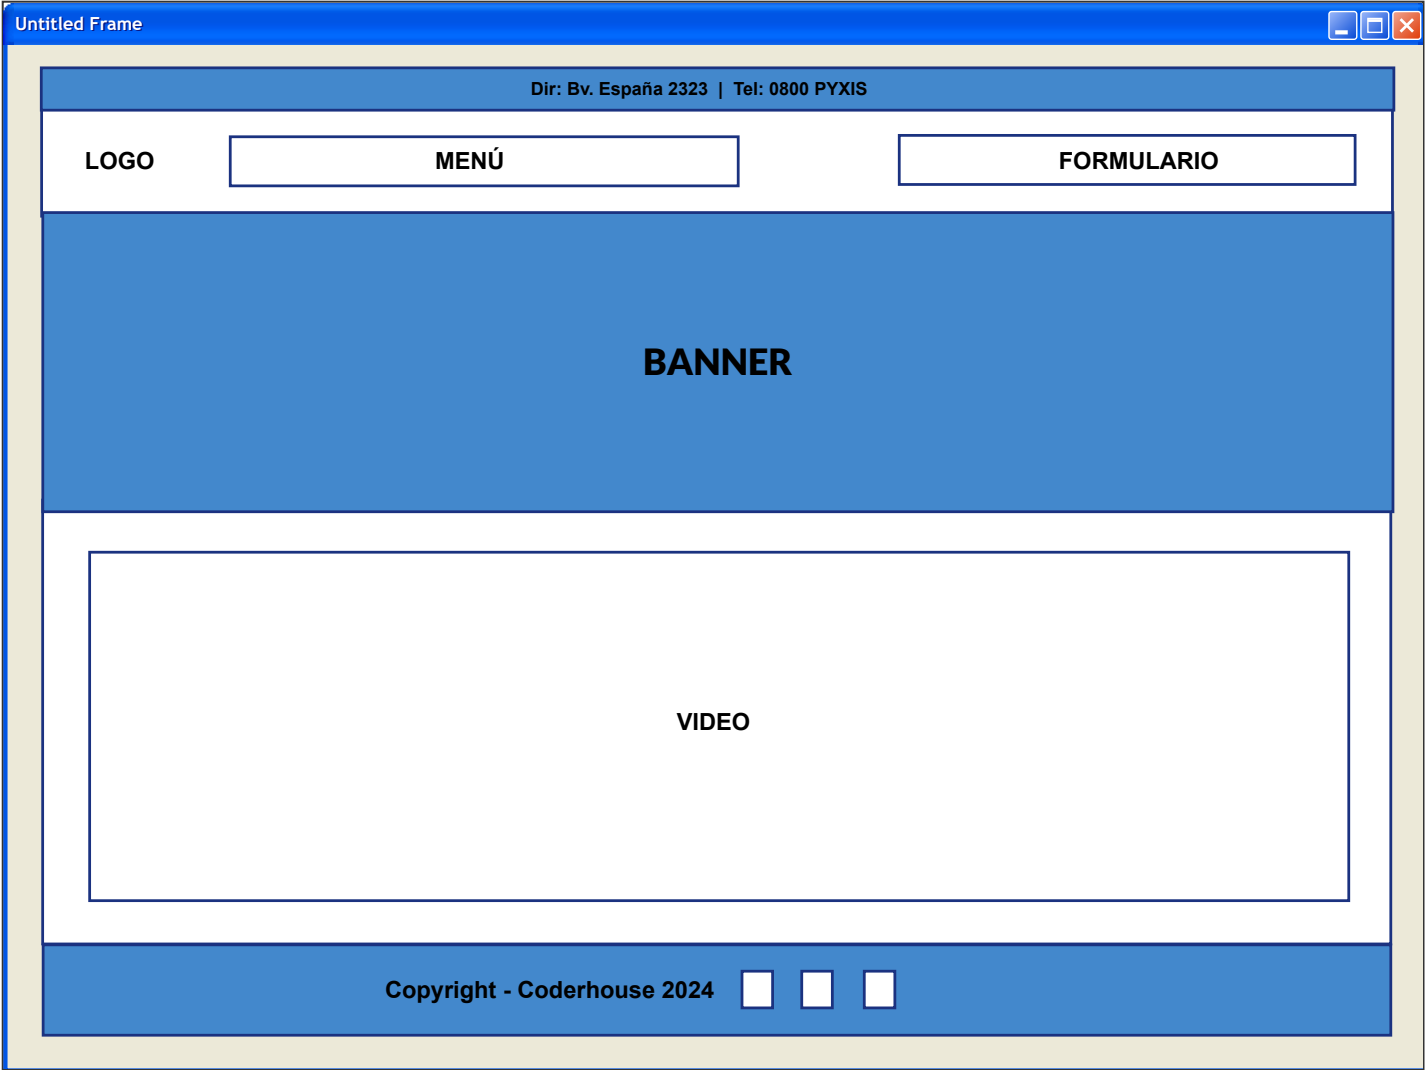 Untitled Frame
Dir: Bv. España 2323 | Tel: 0800 PYXIS
LOGO
MENÚ
FORMULARIO
BANNER
VIDEO
Copyright - Coderhouse 2024